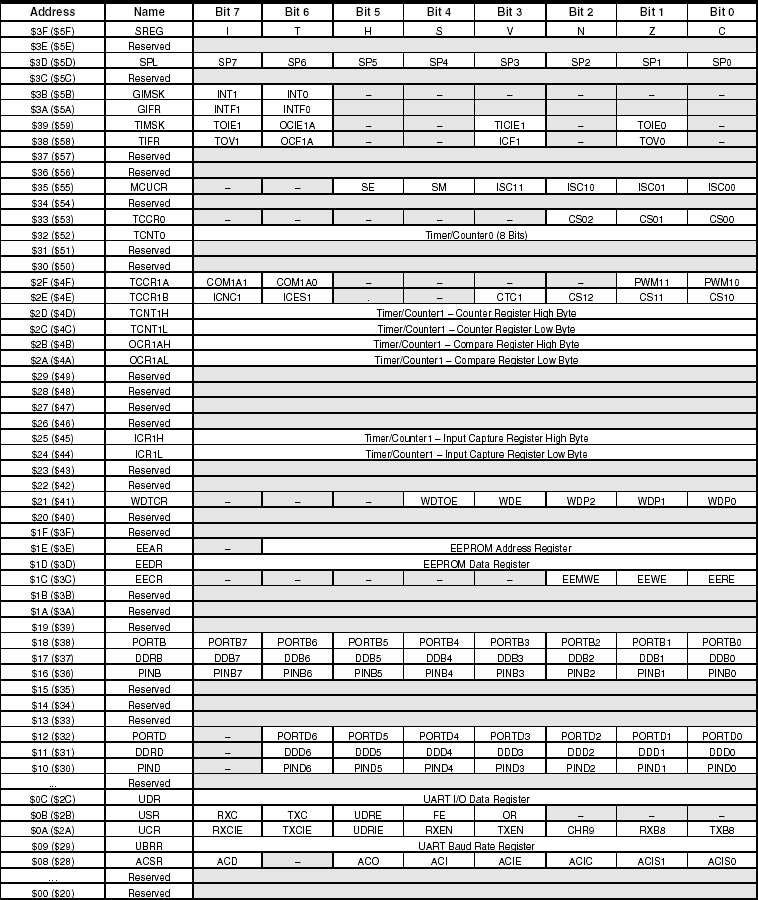 Address Name Bit 7 Bit 6 Bit 5 Bit 4 Bit 3 Bit 2 Bit 1 Bit 0
$3F ($5F) SREG I T H S V N Z C
$3E ($5E) Reserved
$3D ($5D) SPL SP7 SP6 SP5 SP4 SP3 SP2 SP1 SP0
$3C ($5C) Reserved
$3B ($5B) GIMSK INT1 INT0 – – – – – –
$3A ($5A) GIFR INTF1 INTF0
$39 ($59) TIMSK TOIE1 OCIE1A – – TICIE1 – TOIE0 –
$38 ($58) TIFR TOV1 OCF1A – – ICF1 – TOV0 –
$37 ($57) Reserved
$36 ($56) Reserved
$35 ($55) MCUCR – – SE SM ISC11 ISC10 ISC01 ISC00
$34 ($54) Reserved
$33 ($53) TCCR0 – – – – – CS02 CS01 CS00
$32 ($52) TCNT0 Timer/Counter0 (8 Bits)
$31 ($51) Reserved
$30 ($50) Reserved
$2F ($4F) TCCR1A COM1A1 COM1A0 – – – – PWM11 PWM10
$2E ($4E) TCCR1B ICNC1 ICES1 . – CTC1 CS12 CS11 CS10
$2D ($4D) TCNT1H Timer/Counter1 – Counter Register High Byte
$2C ($4C) TCNT1L Timer/Counter1 – Counter Register Low Byte
$2B ($4B) OCR1AH Timer/Counter1 – Compare Register High Byte
$2A ($4A) OCR1AL Timer/Counter1 – Compare Register Low Byte
$29 ($49) Reserved
$28 ($48) Reserved
$27 ($47) Reserved
$26 ($46) Reserved
$25 ($45) ICR1H Timer/Counter1 – Input Capture Register High Byte
$24 ($44) ICR1L Timer/Counter1 – Input Capture Register Low Byte
$23 ($43) Reserved
$22 ($42) Reserved
$21 ($41) WDTCR – – – WDTOE WDE WDP2 WDP1 WDP0
$20 ($40) Reserved
$1F ($3F) Reserved
$1E ($3E) EEAR – EEPROM Address Register
$1D ($3D) EEDR EEPROM Data Register
$1C ($3C) EECR – – – – – EEMWE EEWE EERE
$1B ($3B) Reserved
$1A ($3A) Reserved
$19 ($39) Reserved
$18 ($38) PORTB PORTB7 PORTB6 PORTB5 PORTB4 PORTB3 PORTB2 PORTB1 PORTB0
$17 ($37) DDRB DDB7 DDB6 DDB5 DDB4 DDB3 DDB2 DDB1 DDB0
$16 ($36) PINB PINB7 PINB6 PINB5 PINB4 PINB3 PINB2 PINB1 PINB0
$15 ($35) Reserved
$14 ($34) Reserved
$13 ($33) Reserved
$12 ($32) PORTD – PORTD6 PORTD5 PORTD4 PORTD3 PORTD2 PORTD1 PORTD0
$11 ($31) DDRD – DDD6 DDD5 DDD4 DDD3 DDD2 DDD1 DDD0
$10 ($30) PIND – PIND6 PIND5 PIND4 PIND3 PIND2 PIND1 PIND0
... Reserved
$0C ($2C) UDR UART I/O Data Register
$0B ($2B) USR RXC TXC UDRE FE OR – – –
$0A ($2A) UCR RXCIE TXCIE UDRIE RXEN TXEN CHR9 RXB8 TXB8
$09 ($29) UBRR UART Baud Rate Register
$08 ($28) ACSR ACD – ACO ACI ACIE ACIC ACIS1 ACIS0
... Reserved
$00 ($20) Reserved